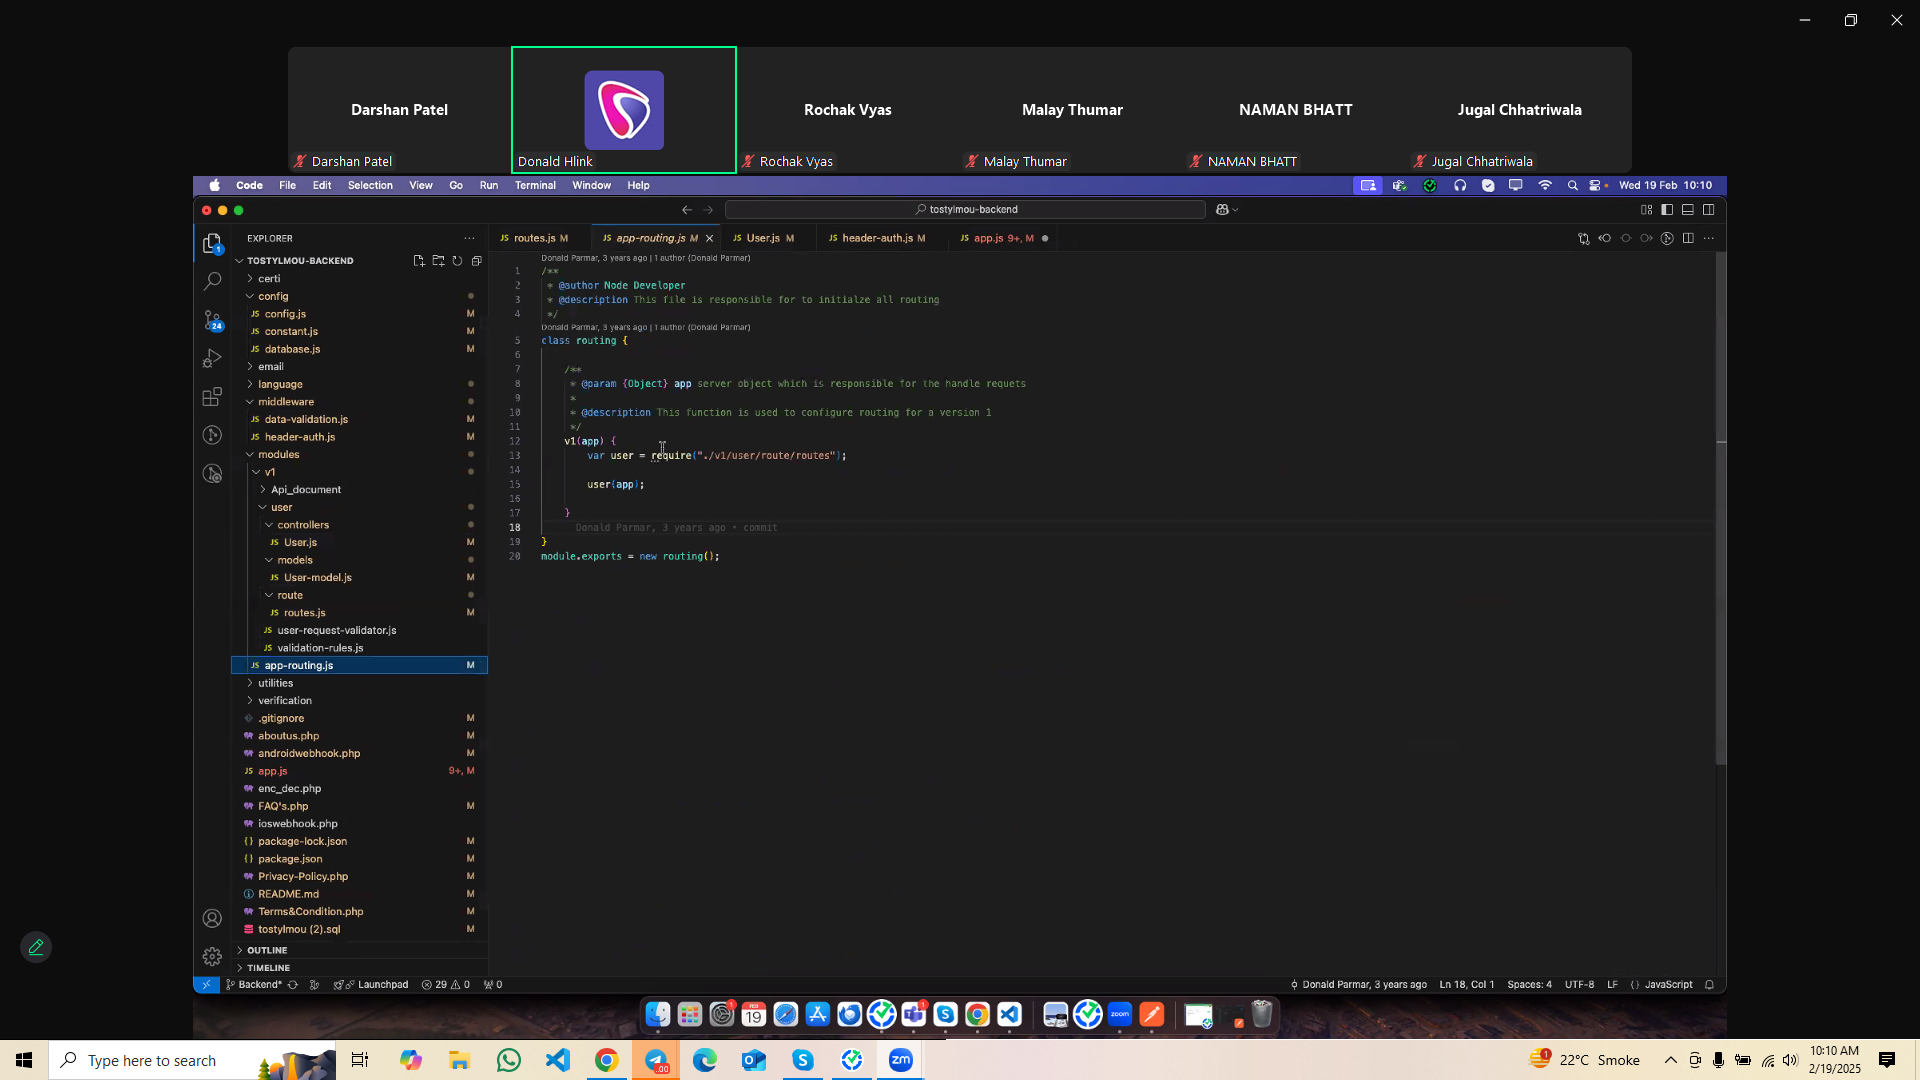 Darshan Patel
Rochak Vyas
Malay Thumar
NAMAN BHATT
Jugal Chhatriwala
Darshan Patel
Donald Hlink
Rochak Vyas
Malay Thumar
NAMAN BHATT
Jugal Chhatriwala
Code File Edit Selection View Go Run Terminal Window Help
Wed 19 Feb 10:10
tostylmou-backend
EXPLORER
routes.js M
app-routing.js M
User.js M
header-auth.js M
app.js 9+, M
TOSTYLMOU-BACKEND
certi
config
config.js M
constant.js M
database.js M
email
language
middleware
data-validation.js M
header-auth.js M
modules
v1
Api_document
user
controllers
User.js M
models
User-model.js M
route
routes.js M
user-request-validator.js
validation-rules.js
app-routing.js M
utilities
verification
.gitignore M
aboutus.php M
androidwebhook.php M
app.js 9+, M
enc_dec.php
FAQ's.php M
ioswebhook.php
package-lock.json M
package.json M
Privacy-Policy.php M
README.md M
Terms&Condition.php M
tostylmou (2).sql M
OUTLINE
TIMELINE
Donald Parmar, 3 years ago | 1 author (Donald Parmar)
1 /**
2 * @author Node Developer
3 * @description This file is responsible for to initialze all routing
4 */
Donald Parmar, 3 years ago | 1 author (Donald Parmar)
5 class routing {
6
7 /**
8 * @param {Object} app server object which is responsible for the handle requets
9 *
10 * @description This function is used to configure routing for a version 1
11 */
12 v1(app) {
13 var user = require("./v1/user/route/routes");
14
15 user(app);
16
17 }
18 Donald Parmar, 3 years ago • commit
19 }
20 module.exports = new routing();
1
24
Backend*
Launchpad
29 0
0
Donald Parmar, 3 years ago
Ln 18, Col 1
Spaces: 4
UTF-8
LF
{} JavaScript
FEB
19
zoom
Type here to search
.00
zm
1
22°C Smoke
10:10 AM
2/19/2025